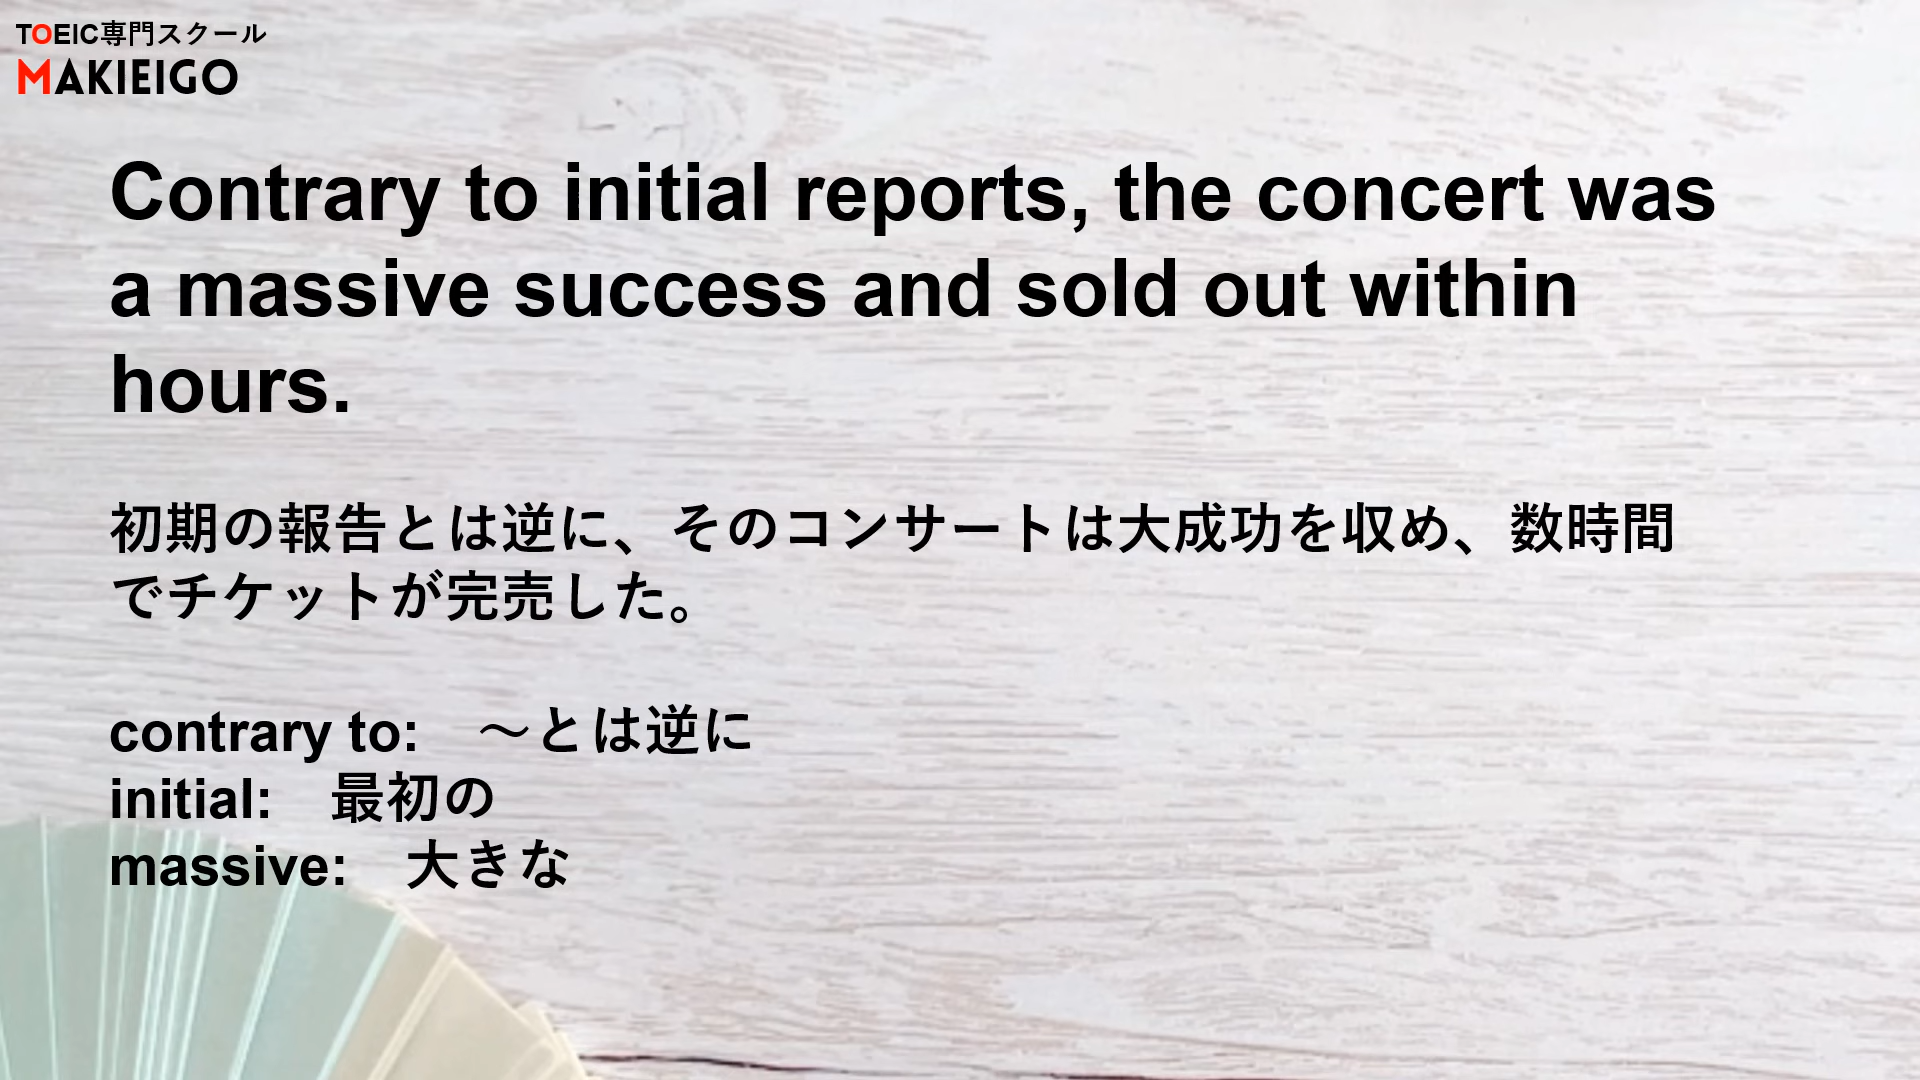 TOEIC専門スクール
MAKIEIGO
Contrary to initial reports, the concert was
a massive success and sold out within
hours.
初期の報告とは逆に、そのコンサートは大成功を収め、数時間
でチケットが完売した。
contrary to:　～とは逆に
initial:　最初の
massive:　大きな